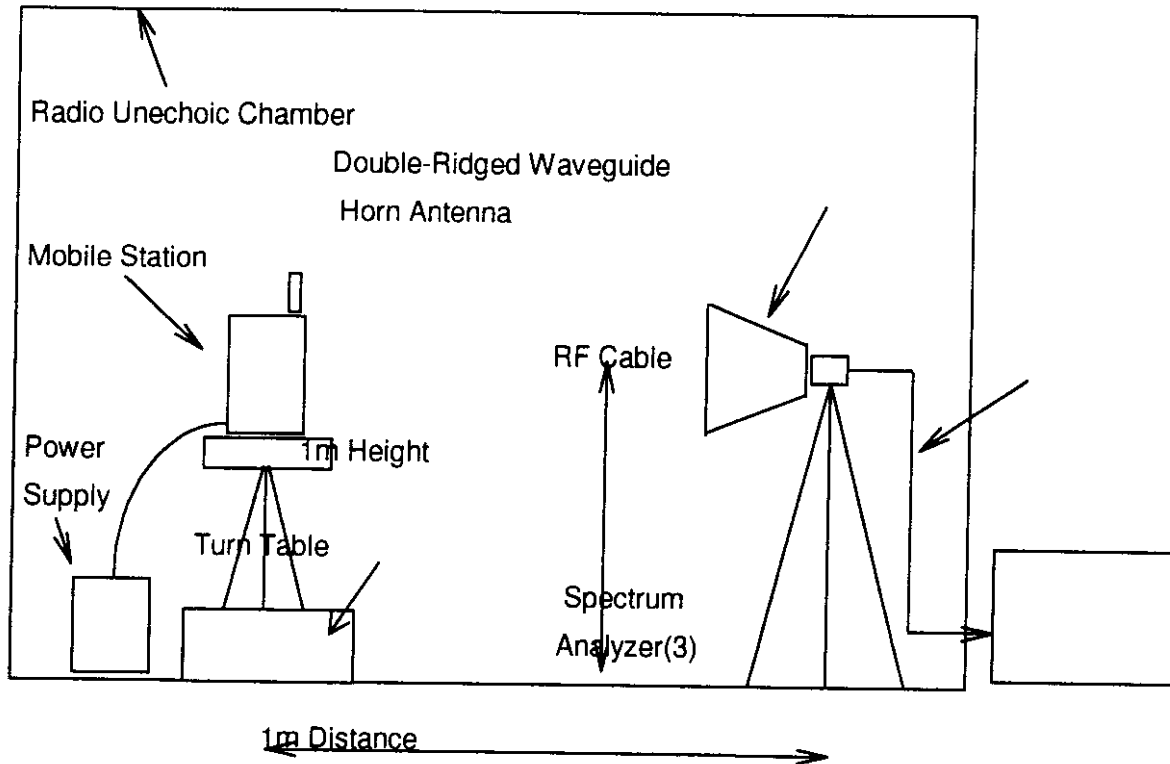 Radio Unechoic Chamber
Double-Ridged Waveguide
Horn Antenna
Mobile Station
RF Cable
Power
Supply
1m Height
Turn Table
Spectrum
Analyzer(3)
1m Distance